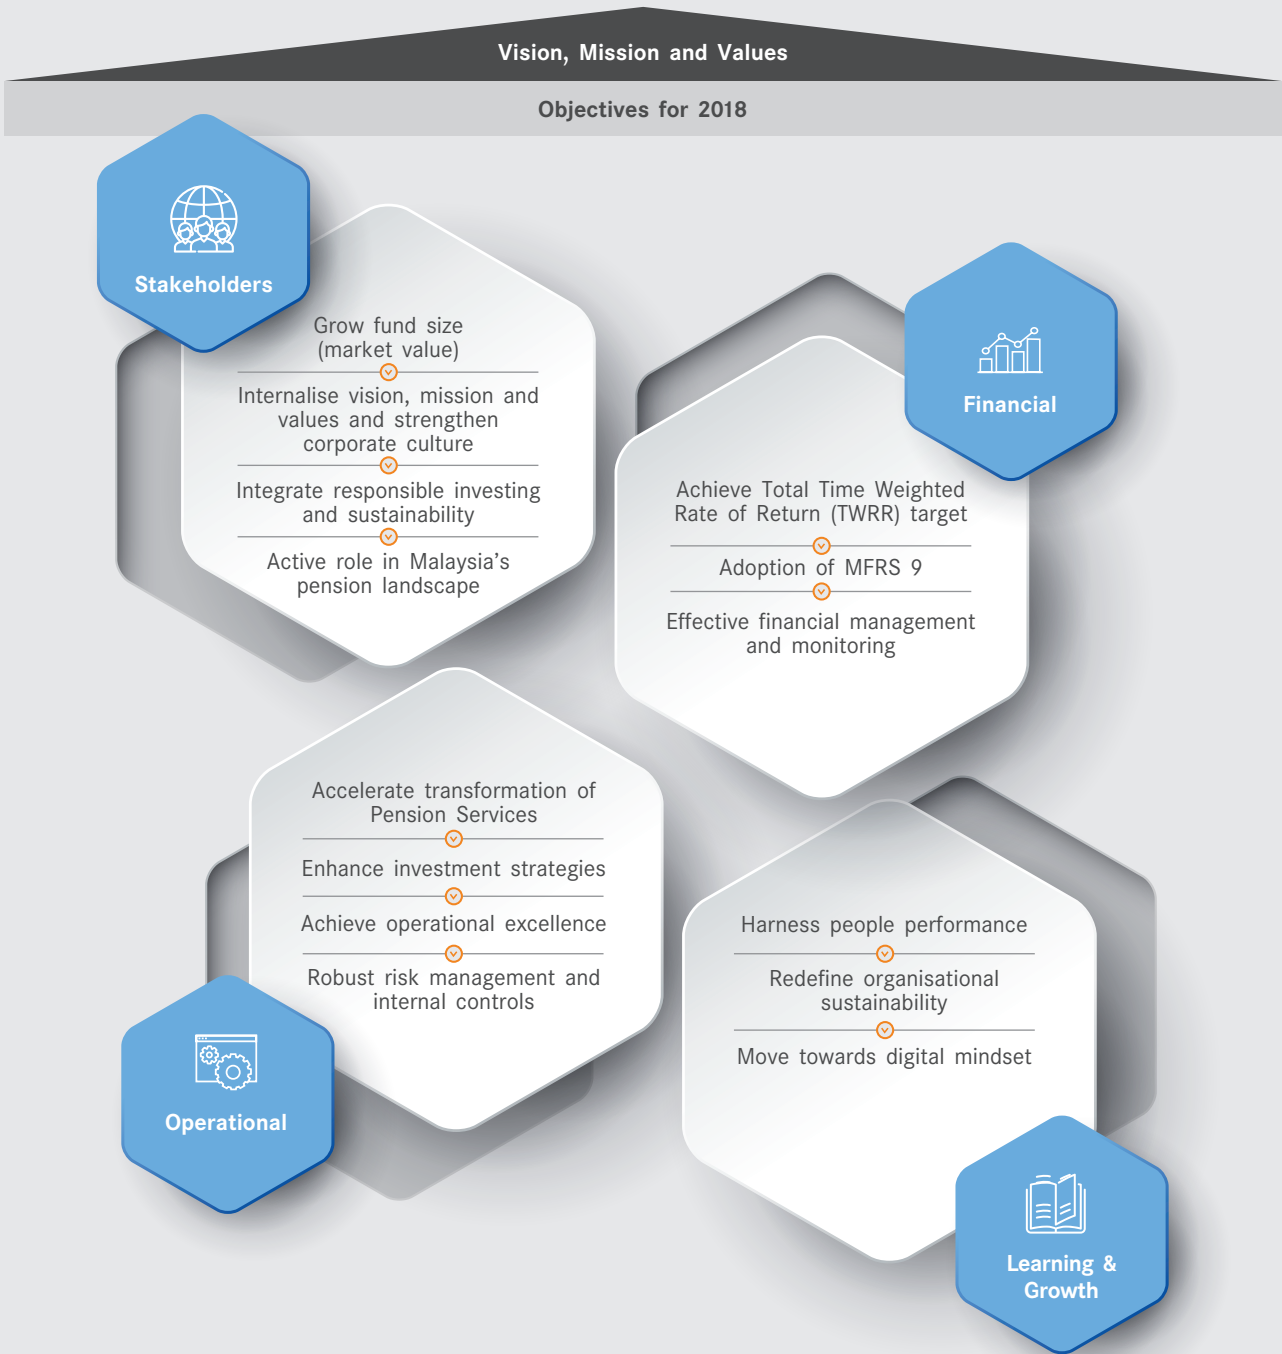 Vision, Mission and Values
Objectives for 2018
Stakeholders
Grow fund size
(market value)
Internalise vision, mission and
values and strengthen
corporate culture
Integrate responsible investing
and sustainability
Active role in Malaysia's
pension landscape
Financial
Achieve Total Time Weighted
Rate of Return (TWRR) target
Adoption of MFRS 9
Effective financial management
and monitoring
Accelerate transformation of
Pension Services
Enhance investment strategies
Achieve operational excellence
Robust risk management and
internal controls
Operational
Harness people performance
Redefine organisational
sustainability
Move towards digital mindset
Learning &
Growth